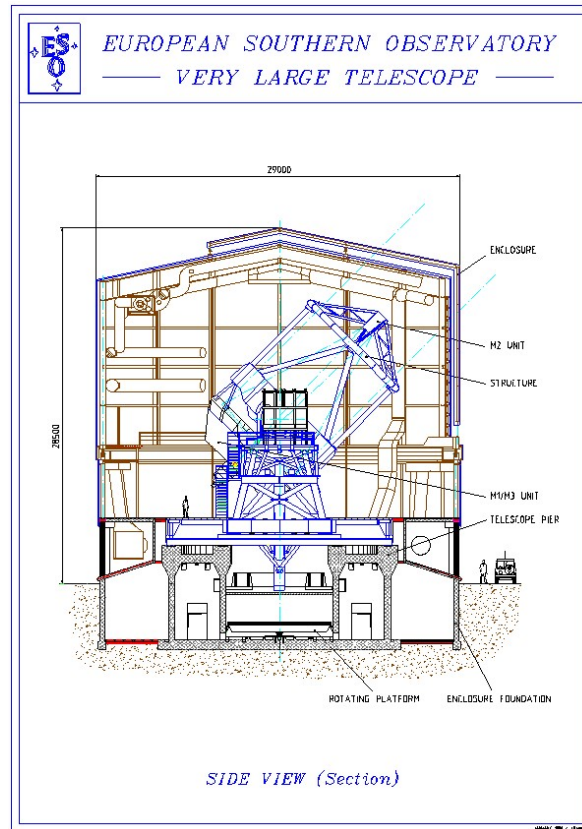 ESO
EUROPEAN SOUTHERN OBSERVATORY
VERY LARGE TELESCOPE
29000
ENCLOSURE
M2 UNIT
STRUCTURE
28500
M1/M3 UNIT
TELESCOPE PIER
ROTATING PLATFORM
ENCLOSURE FOUNDATION
SIDE VIEW (Section)